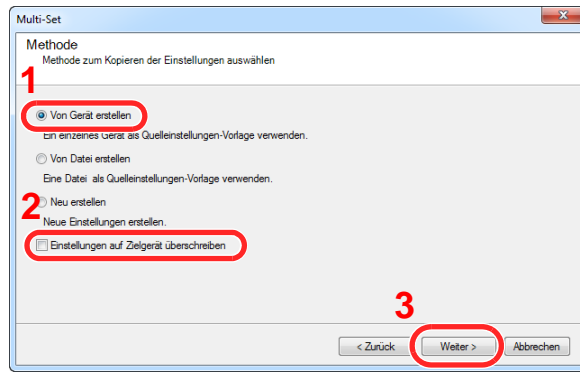 Multi-Set
Methode
Methode zum Kopieren der Einstellungen auswählen
1
Von Gerät erstellen
Ein einzelnes Gerät als Quelleinstellungen-Vorlage verwenden.
Von Datei erstellen
Eine Datei als Quelleinstellungen-Vorlage verwenden.
2
Neu erstellen
Neue Einstellungen erstellen.
Einstellungen auf Zielgerät überschreiben
3
< Zurück Weiter > Abbrechen